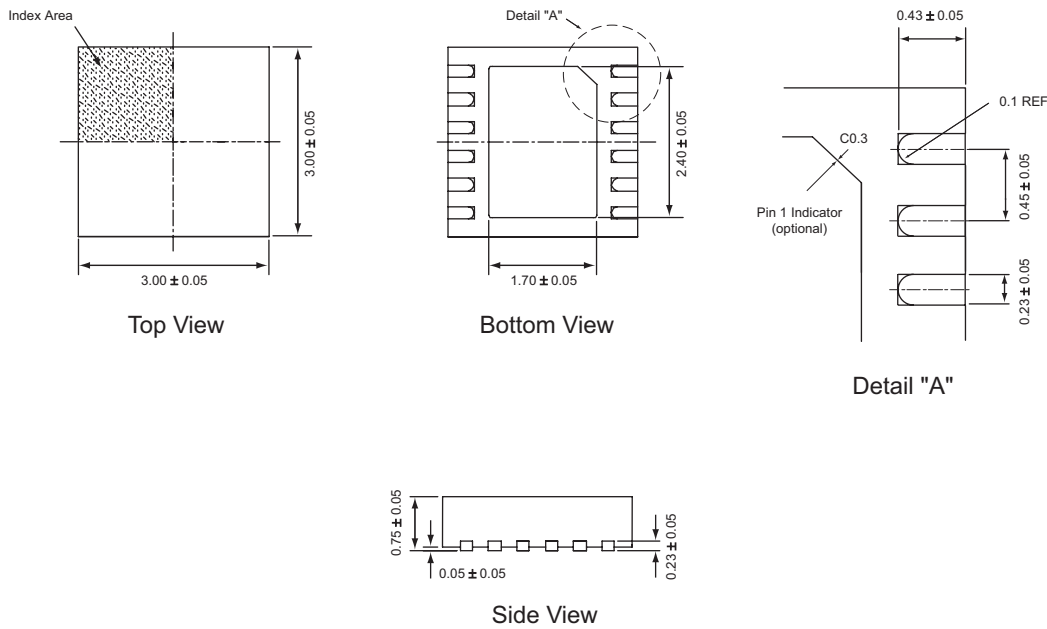 Index Area
3.00 ± 0.05
3.00 ± 0.05
Top View
Detail "A"
2.40 ± 0.05
1.70 ± 0.05
Bottom View
0.43 ± 0.05
0.1 REF
C0.3
0.45 ± 0.05
Pin 1 Indicator
(optional)
0.23 ± 0.05
Detail "A"
0.75 ± 0.05
0.05 ± 0.05
0.23 ± 0.05
Side View